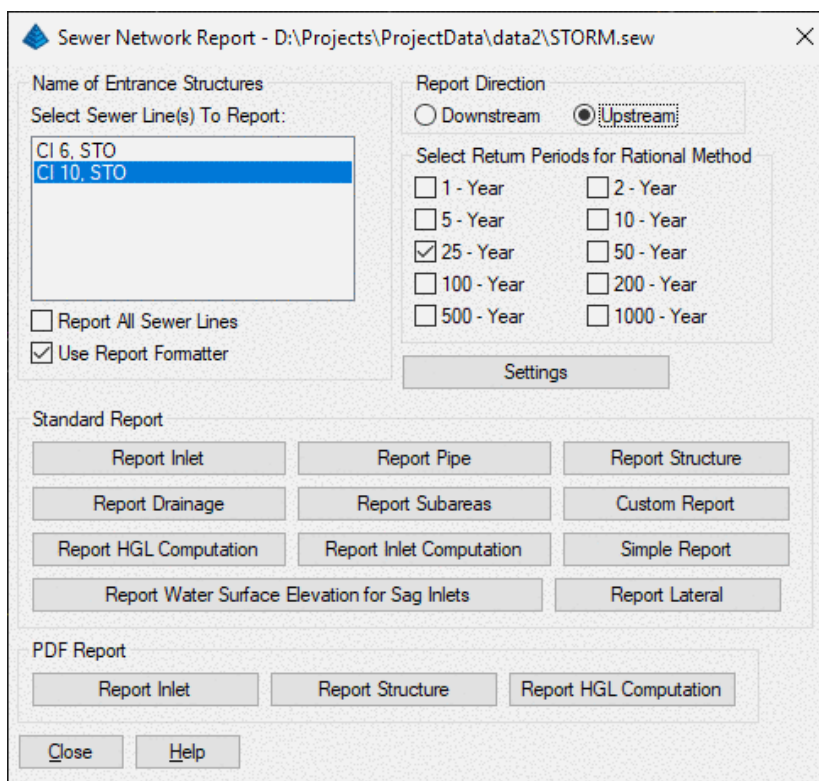 Sewer Network Report - D:\Projects\ProjectData\data2\STORM.sew
Name of Entrance Structures
Select Sewer Line(s) To Report:
CI 6, STO
CI 10, STO
Report All Sewer Lines
Use Report Formatter
Report Direction
Downstream Upstream
Select Return Periods for Rational Method
1 - Year 2 - Year
5 - Year 10 - Year
25 - Year 50 - Year
100 - Year 200 - Year
500 - Year 1000 - Year
Settings
Standard Report
Report Inlet Report Pipe Report Structure
Report Drainage Report Subareas Custom Report
Report HGL Computation Report Inlet Computation Simple Report
Report Water Surface Elevation for Sag Inlets Report Lateral
PDF Report
Report Inlet Report Structure Report HGL Computation
Close Help